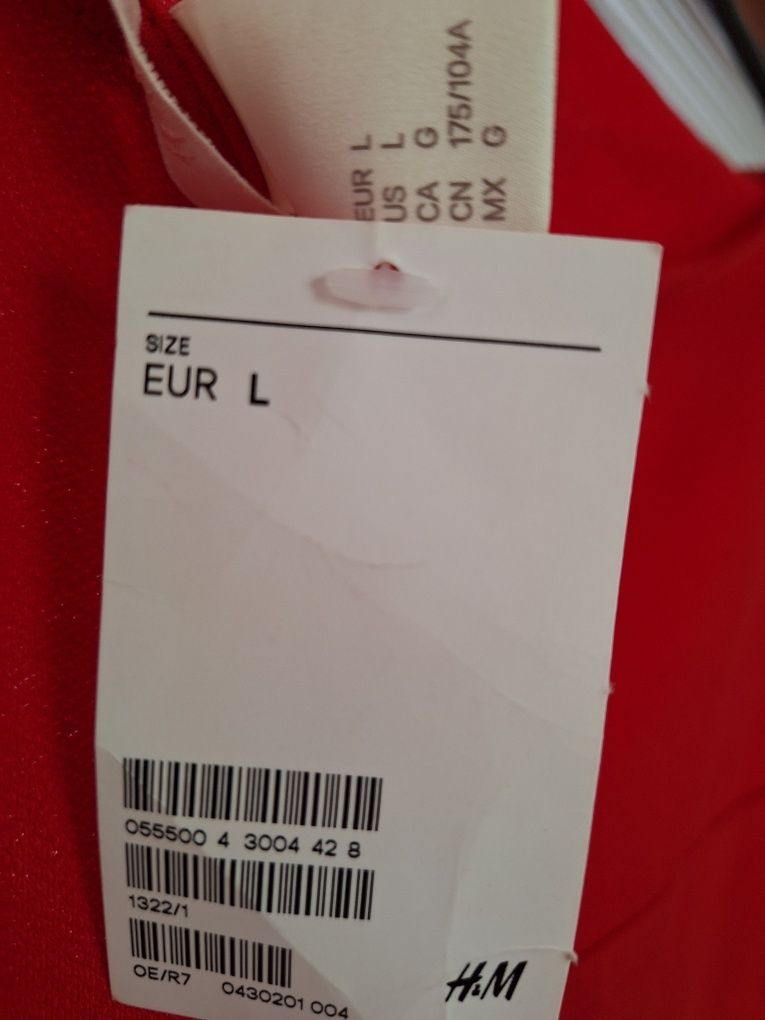 EUR L
US L
CA G
CN 175/104A
MX G
SIZE
EUR L
055500 4 3004 42 8
1322/1
OE/R7 0430201 004
H&M